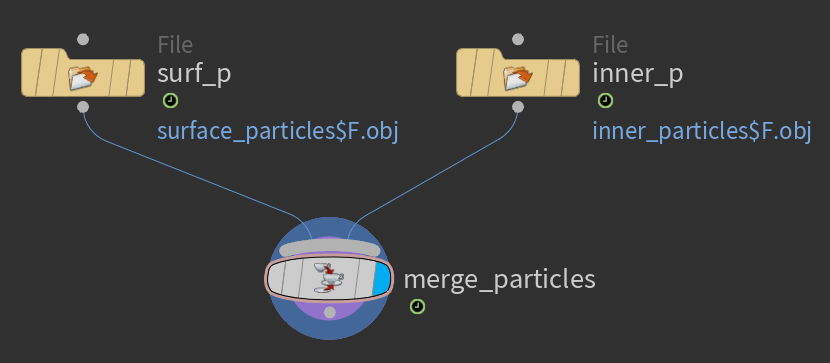 File
surf_p
surface_particles$F.obj
File
inner_p
inner_particles$F.obj
merge_particles